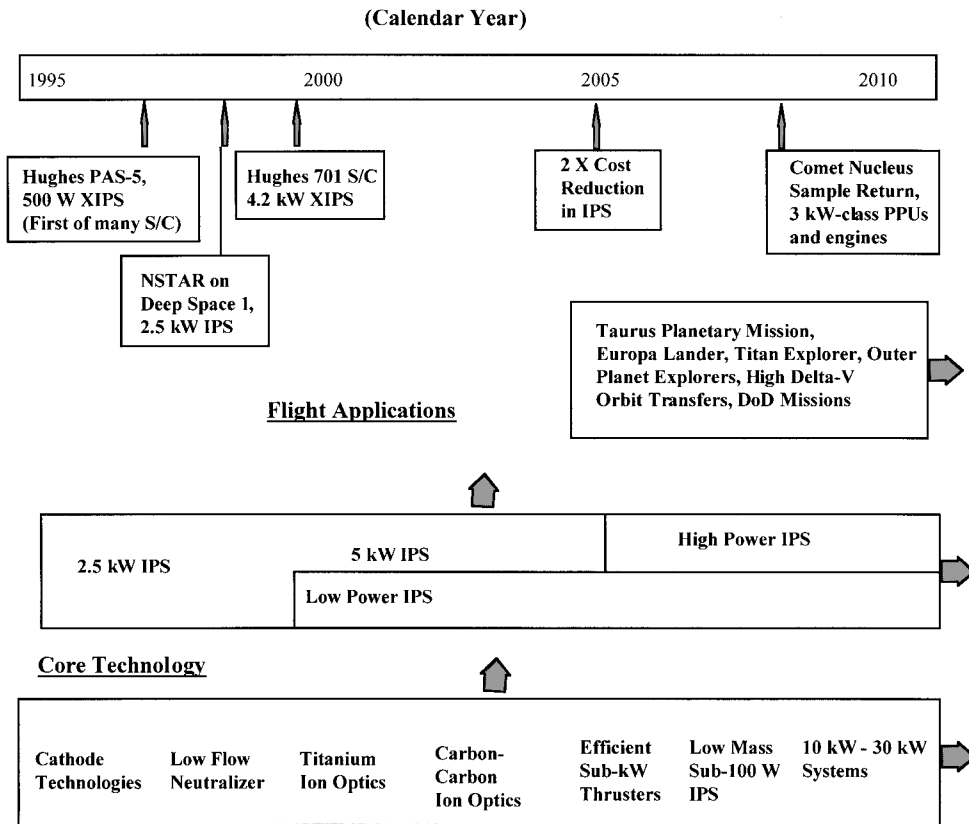 (Calendar Year)
1995 2000 2005 2010
Hughes PAS-5,
500 W XIPS
(First of many S/C)
NSTAR on
Deep Space 1,
2.5 kW IPS
Hughes 701 S/C
4.2 kW XIPS
2 X Cost
Reduction
in IPS
Comet Nucleus
Sample Return,
3 kW-class PPUs
and engines
Taurus Planetary Mission,
Europa Lander, Titan Explorer, Outer
Planet Explorers, High Delta-V
Orbit Transfers, DoD Missions
Flight Applications
2.5 kW IPS
5 kW IPS
High Power IPS
Low Power IPS
Core Technology
Cathode
Technologies
Low Flow
Neutralizer
Titanium
Ion Optics
Carbon-
Carbon
Ion Optics
Efficient
Sub-kW
Thrusters
Low Mass
Sub-100 W
IPS
10 kW - 30 kW
Systems